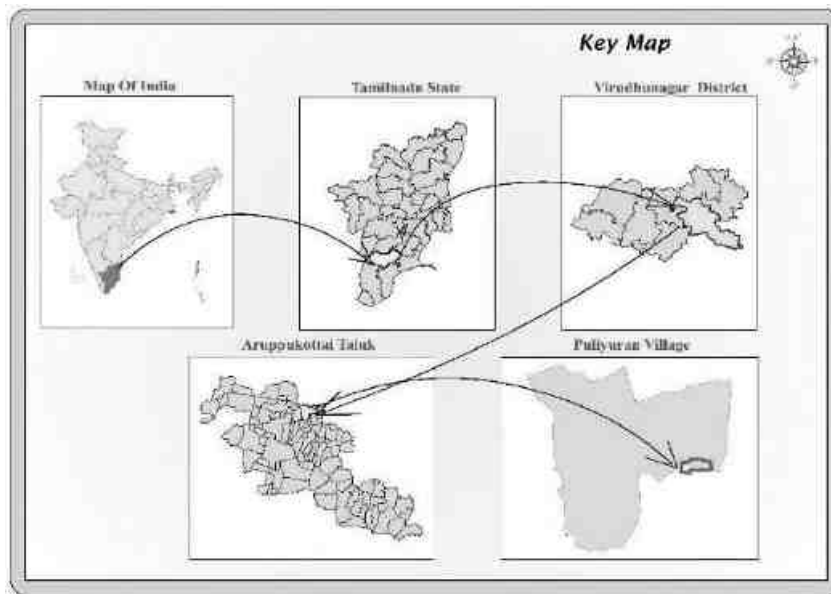 Key Map
Map Of India
Tamilnadu State
Virudhunagar District
Aruppukottai Taluk
Puliyuran Village